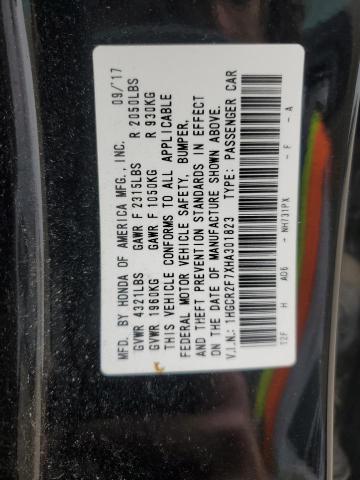 MFD. BY HONDA OF AMERICA MFG., INC. 09/17
GVWR 4321LBS GAWR F 2315LBS R 2050LBS
GVWR 1960KG GAWR F 1050KG R 930KG
THIS VEHICLE CONFORMS TO ALL APPLICABLE
FEDERAL MOTOR VEHICLE SAFETY, BUMPER,
AND THEFT PREVENTION STANDARDS IN EFFECT
ON THE DATE OF MANUFACTURE SHOWN ABOVE.
V.I.N.: 1HGCR2F7XHA301823 TYPE: PASSENGER CAR
T2F H AD6 - NH731PX - F - A